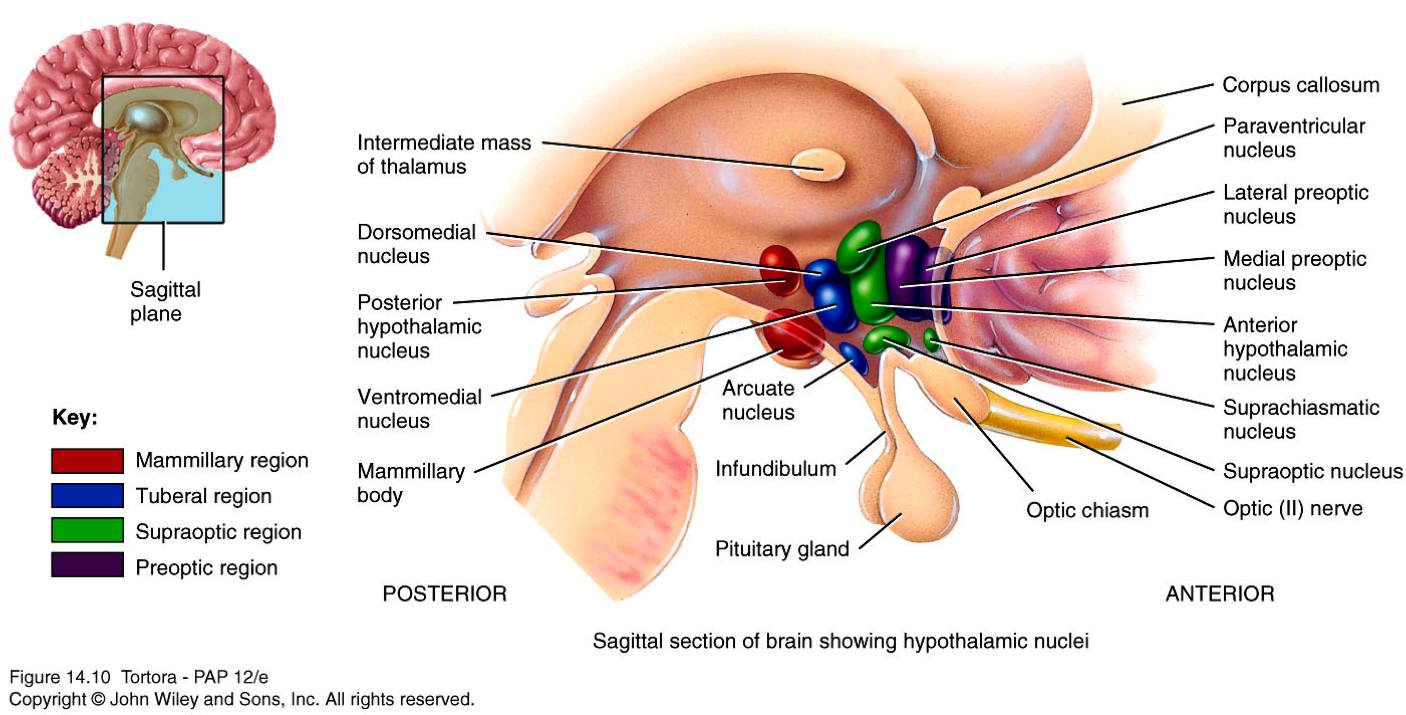 Sagittal
plane
Key:
Mammillary region
Tuberal region
Supraoptic region
Preoptic region
Intermediate mass
of thalamus
Dorsomedial
nucleus
Posterior
hypothalamic
nucleus
Ventromedial
nucleus
Mammillary
body
Arcuate
nucleus
Infundibulum
Pituitary gland
Corpus callosum
Paraventricular
nucleus
Lateral preoptic
nucleus
Medial preoptic
nucleus
Anterior
hypothalamic
nucleus
Suprachiasmatic
nucleus
Supraoptic nucleus
Optic (II) nerve
Optic chiasm
POSTERIOR
ANTERIOR
Sagittal section of brain showing hypothalamic nuclei
Figure 14.10 Tortora - PAP 12/e
Copyright © John Wiley and Sons, Inc. All rights reserved.